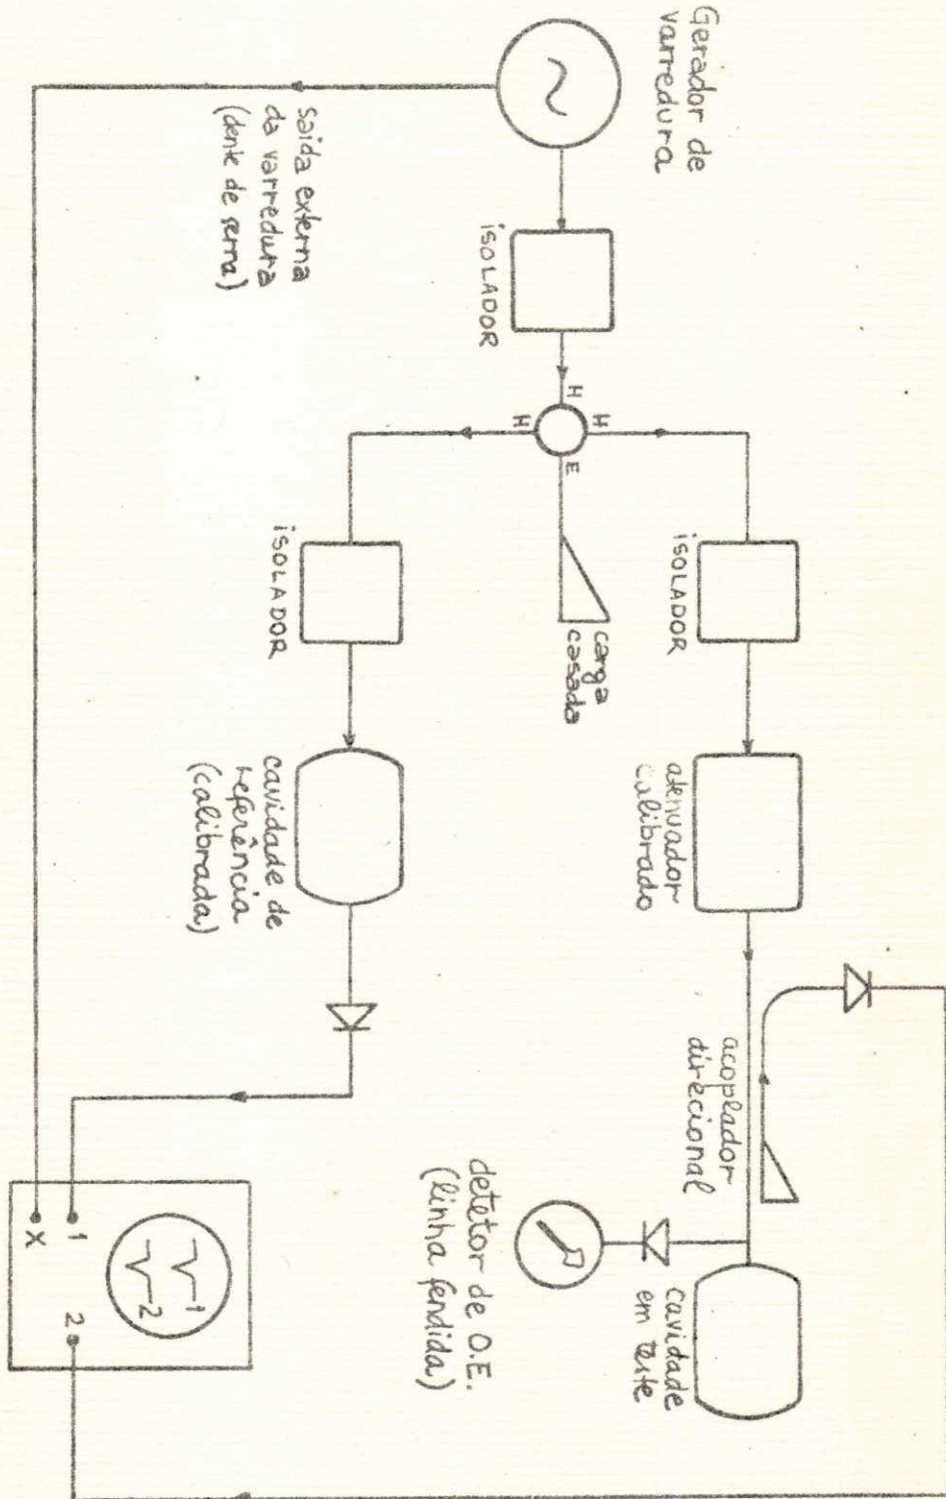 Gerador de
varredura
saída externa
da varredura
(dente de serra)
ISOLADOR
H
H
H
E
carga
casada
ISOLADOR
ISOLADOR
atenuador
calibrado
cavidade de
referência
(calibrada)
acoplador
direcional
cavidade
em teste
detetor de O.E.
(linha fendida)
1
2
X
1
2